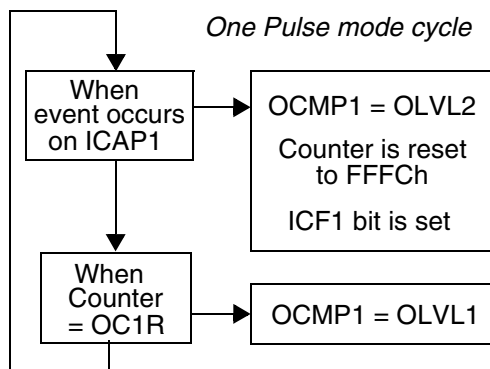 One Pulse mode cycle
When
event occurs
on ICAP1
OCMP1 = OLVL2
Counter is reset
to FFFCh
ICF1 bit is set
When
Counter
= OC1R
OCMP1 = OLVL1